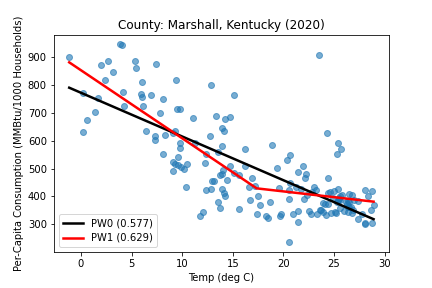 County: Marshall, Kentucky (2020)
Per-Capita Consumption (MMBtu/1000 Households)
900
800
700
600
500
400
300
PW0 (0.577)
PW1 (0.629)
0 5 10 15 20 25 30
Temp (deg C)